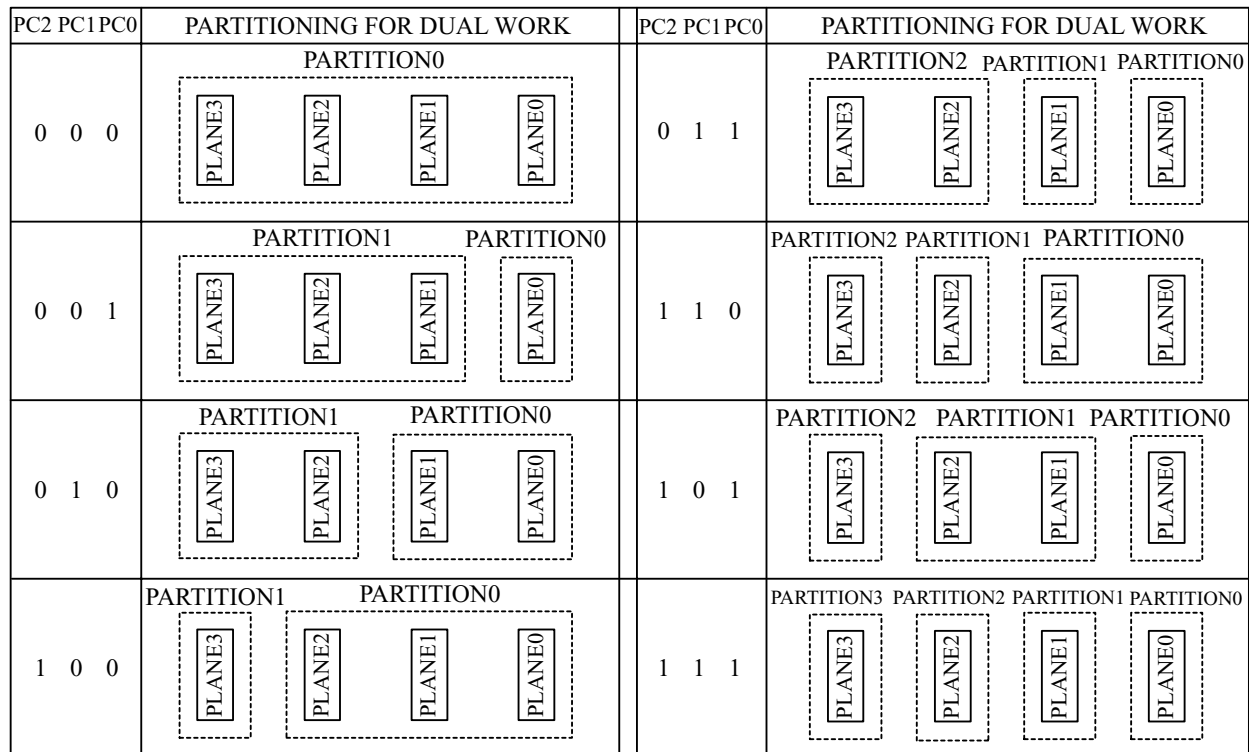 PC2 PC1 PC0 PARTITIONING FOR DUAL WORK
0 0 0
PARTITION0
PLANE3 PLANE2 PLANE1 PLANE0
0 0 1
PARTITION1 PARTITION0
PLANE3 PLANE2 PLANE1 PLANE0
0 1 0
PARTITION1 PARTITION0
PLANE3 PLANE2 PLANE1 PLANE0
1 0 0
PARTITION1 PARTITION0
PLANE3 PLANE2 PLANE1 PLANE0
PC2 PC1 PC0 PARTITIONING FOR DUAL WORK
0 1 1
PARTITION2 PARTITION1 PARTITION0
PLANE3 PLANE2 PLANE1 PLANE0
1 1 0
PARTITION2 PARTITION1 PARTITION0
PLANE3 PLANE2 PLANE1 PLANE0
1 0 1
PARTITION2 PARTITION1 PARTITION0
PLANE3 PLANE2 PLANE1 PLANE0
1 1 1
PARTITION3 PARTITION2 PARTITION1 PARTITION0
PLANE3 PLANE2 PLANE1 PLANE0